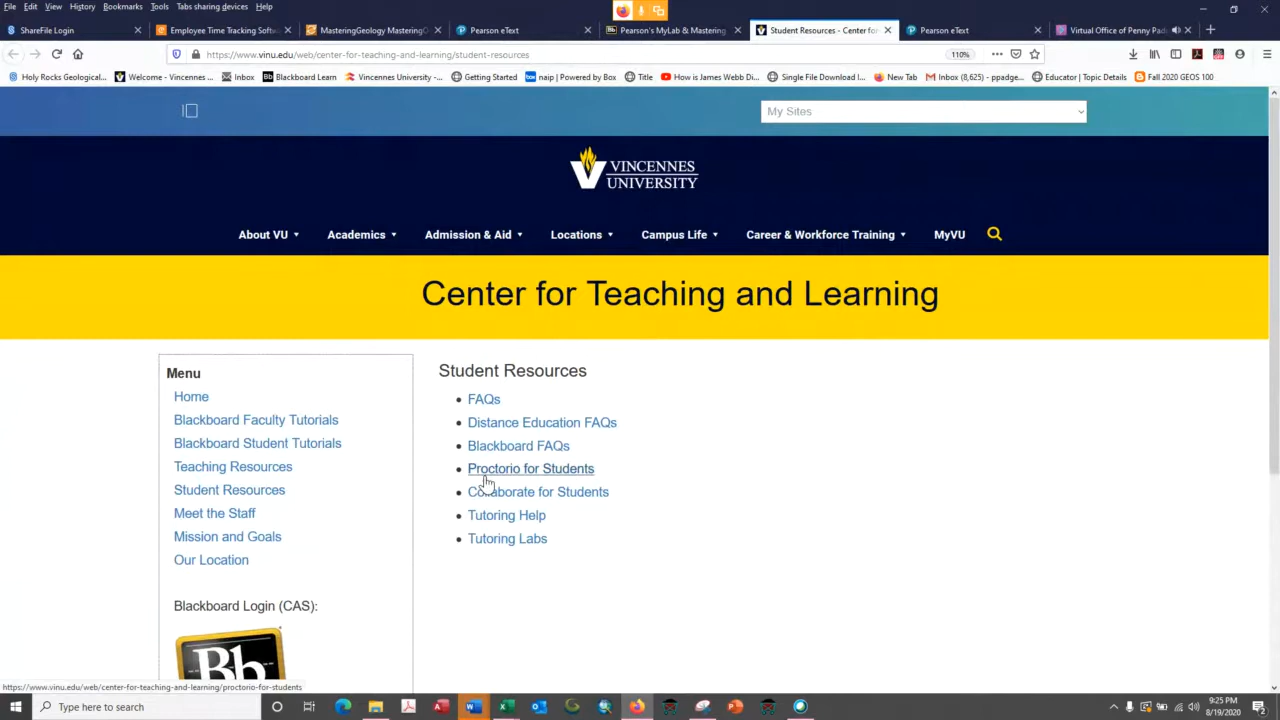 File Edit View History Bookmarks Tools Tabs sharing devices Help
ShareFile Login
Employee Time Tracking Softw
MasteringGeology MasteringO
Pearson eText
Pearson's MyLab & Mastering
Student Resources - Center for
Pearson eText
Virtual Office of Penny Padg
https://www.vinu.edu/web/center-for-teaching-and-learning/student-resources
110%
Holy Rocks Geological...
Welcome - Vincennes ...
Inbox
Blackboard Learn
Vincennes University -...
Getting Started
naip | Powered by Box
Title
How is James Webb Di...
Single File Download I...
New Tab
Inbox (8,625) - ppadge...
Educator | Topic Details
Fall 2020 GEOS 100
My Sites
VINCENNES
UNIVERSITY
About VU
Academics
Admission & Aid
Locations
Campus Life
Career & Workforce Training
MyVU
Center for Teaching and Learning
Menu
Home
Blackboard Faculty Tutorials
Blackboard Student Tutorials
Teaching Resources
Student Resources
Meet the Staff
Mission and Goals
Our Location
Blackboard Login (CAS):
Bb
Student Resources
FAQs
Distance Education FAQs
Blackboard FAQs
Proctorio for Students
Collaborate for Students
Tutoring Help
Tutoring Labs
https://www.vinu.edu/web/center-for-teaching-and-learning/proctorio-for-students
Type here to search
9:25 PM
8/19/2020